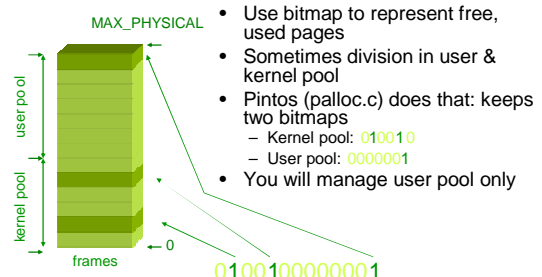 MAX_PHYSICAL
user po ol
kernel pool
0
frames
• Use bitmap to represent free,
used pages
• Sometimes division in user &
kernel pool
• Pintos (palloc.c) does that: keeps
two bitmaps
– Kernel pool: 010010
– User pool: 0000001
• You will manage user pool only
0100100000001